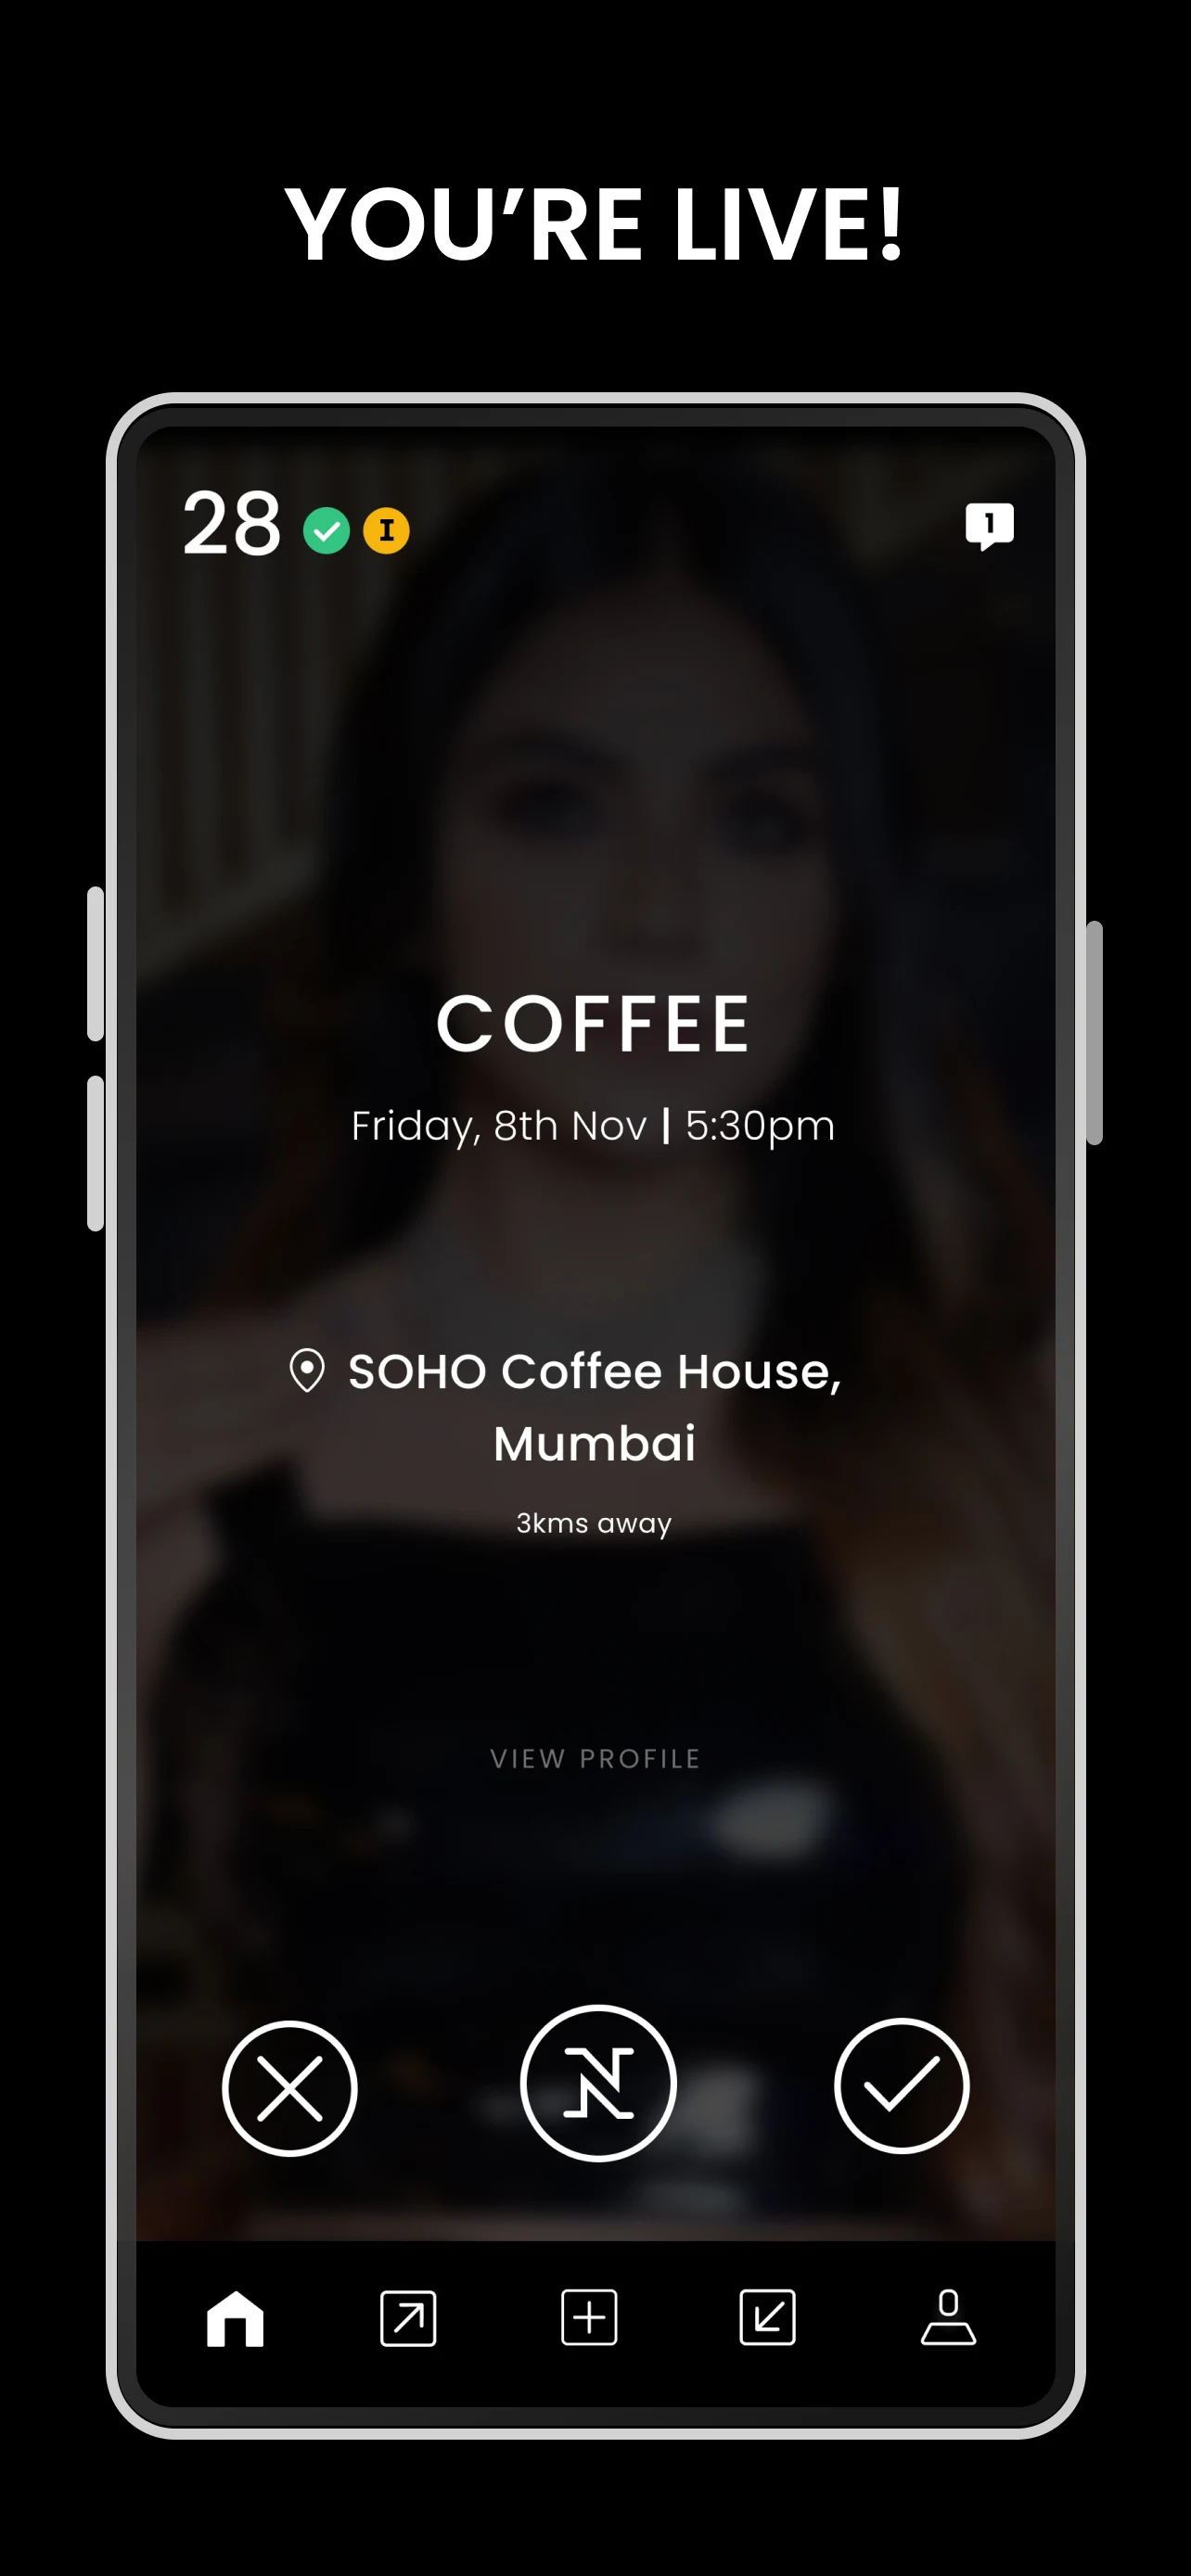 YOU’RE LIVE!
28 I
1
COFFEE
Friday, 8th Nov | 5:30pm
SOHO Coffee House,
Mumbai
3kms away
VIEW PROFILE
N